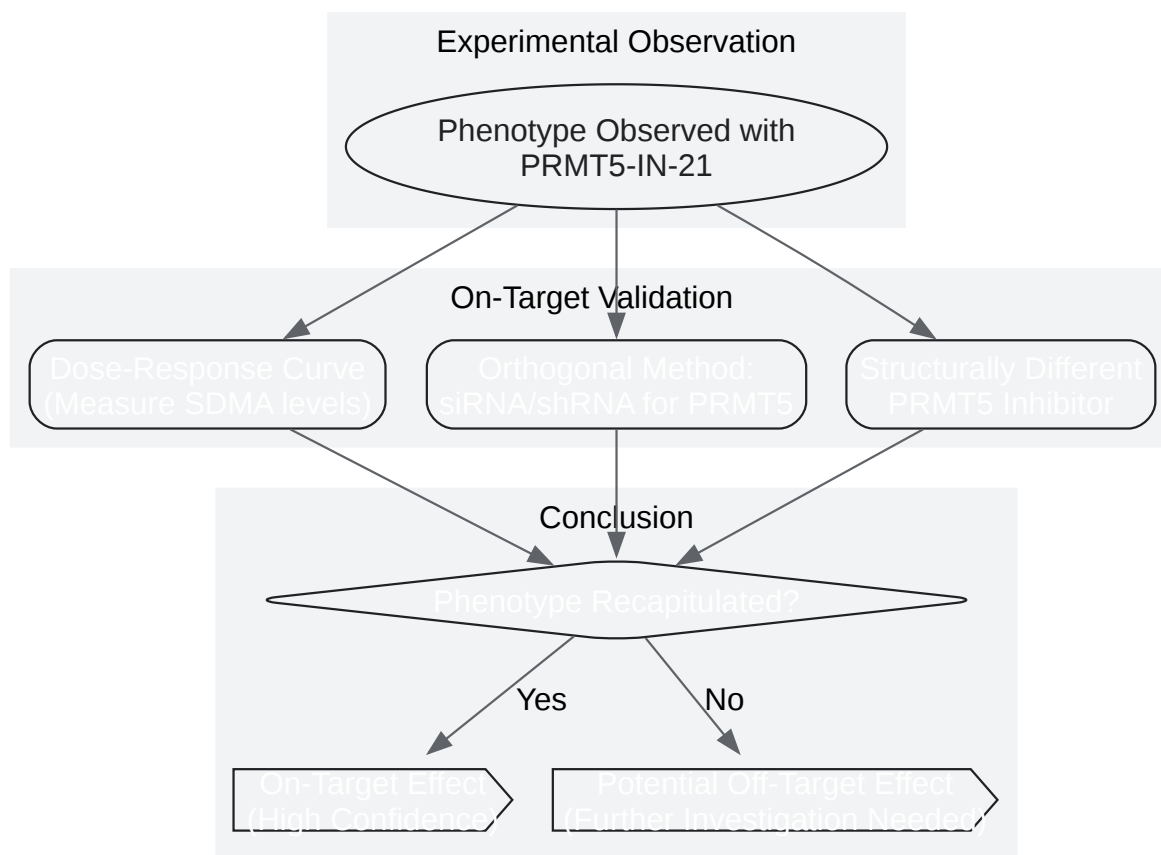 Experimental Observation
Phenotype Observed with
PRMT5-IN-21
On-Target Validation
Dose-Response Curve
(Measure SDMA levels)
Orthogonal Method:
siRNA/shRNA for PRMT5
Structurally Different
PRMT5 Inhibitor
Conclusion
Phenotype Recapitulated?
Yes
No
On-Target Effect
(High Confidence)
Potential Off-Target Effect
(Further Investigation Needed)